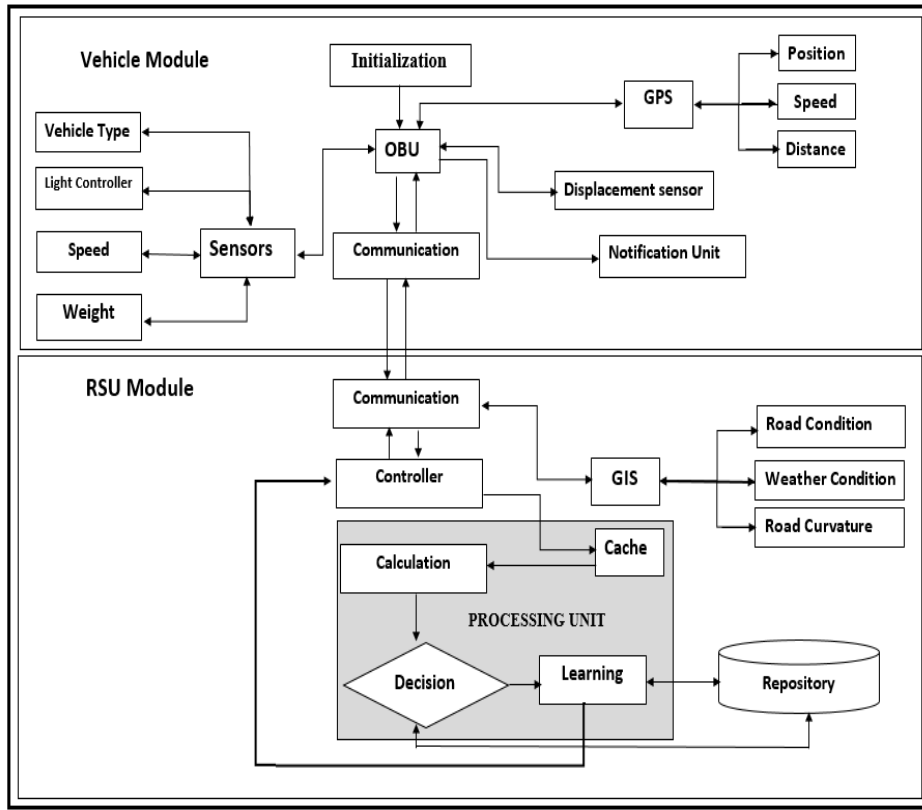 Vehicle Module
Initialization
Position
GPS
Speed
Distance
Vehicle Type
OBU
Light Controller
Displacement sensor
Speed
Sensors
Communication
Notification Unit
Weight
RSU Module
Communication
Road Condition
Controller
GIS
Weather Condition
Road Curvature
Cache
Calculation
PROCESSING UNIT
Decision
Learning
Repository